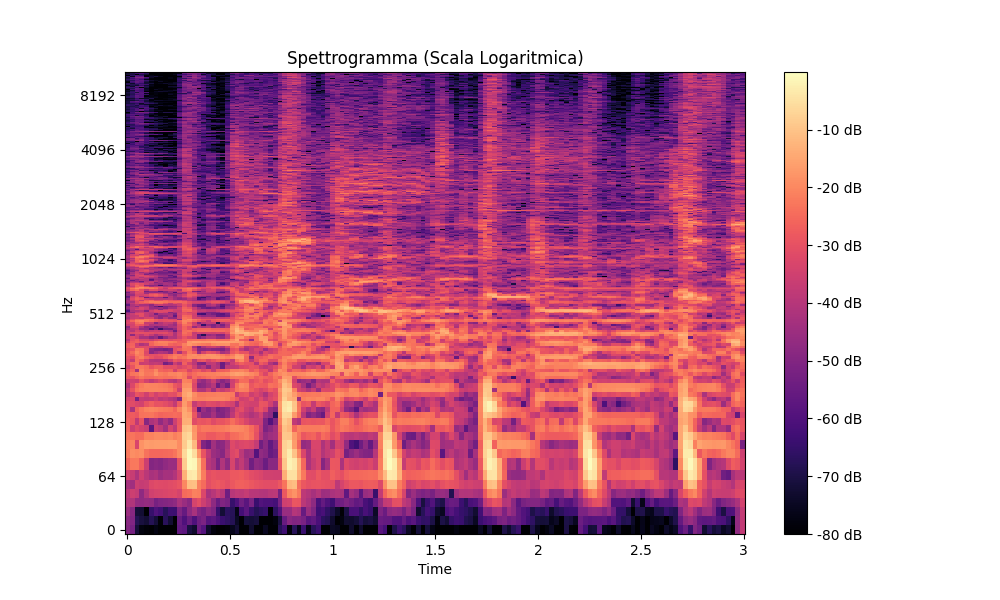 Spettrogramma (Scala Logaritmica)
8192
4096
2048
1024
512
256
128
64
0
Hz
0
0.5
1
1.5
2
2.5
3
Time
-10 dB
-20 dB
-30 dB
-40 dB
-50 dB
-60 dB
-70 dB
-80 dB